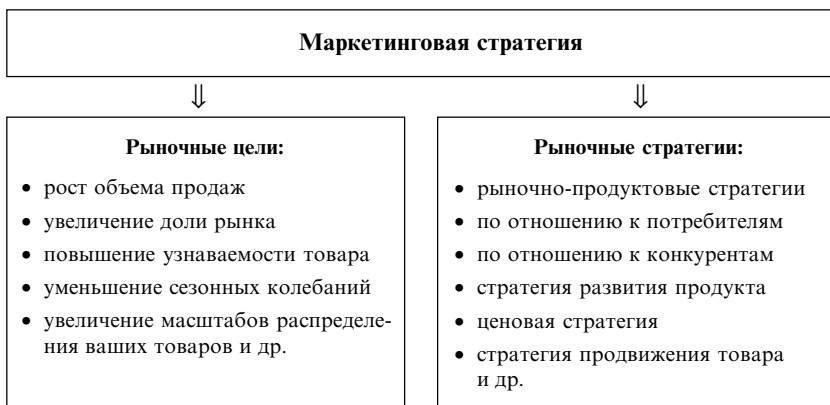 Маркетинговая стратегия
Рыночные цели:
• рост объема продаж
• увеличение доли рынка
• повышение узнаваемости товара
• уменьшение сезонных колебаний
• увеличение масштабов распределе-
ния ваших товаров и др.
Рыночные стратегии:
• рыночно-продуктовые стратегии
• по отношению к потребителям
• по отношению к конкурентам
• стратегия развития продукта
• ценовая стратегия
• стратегия продвижения товара
и др.